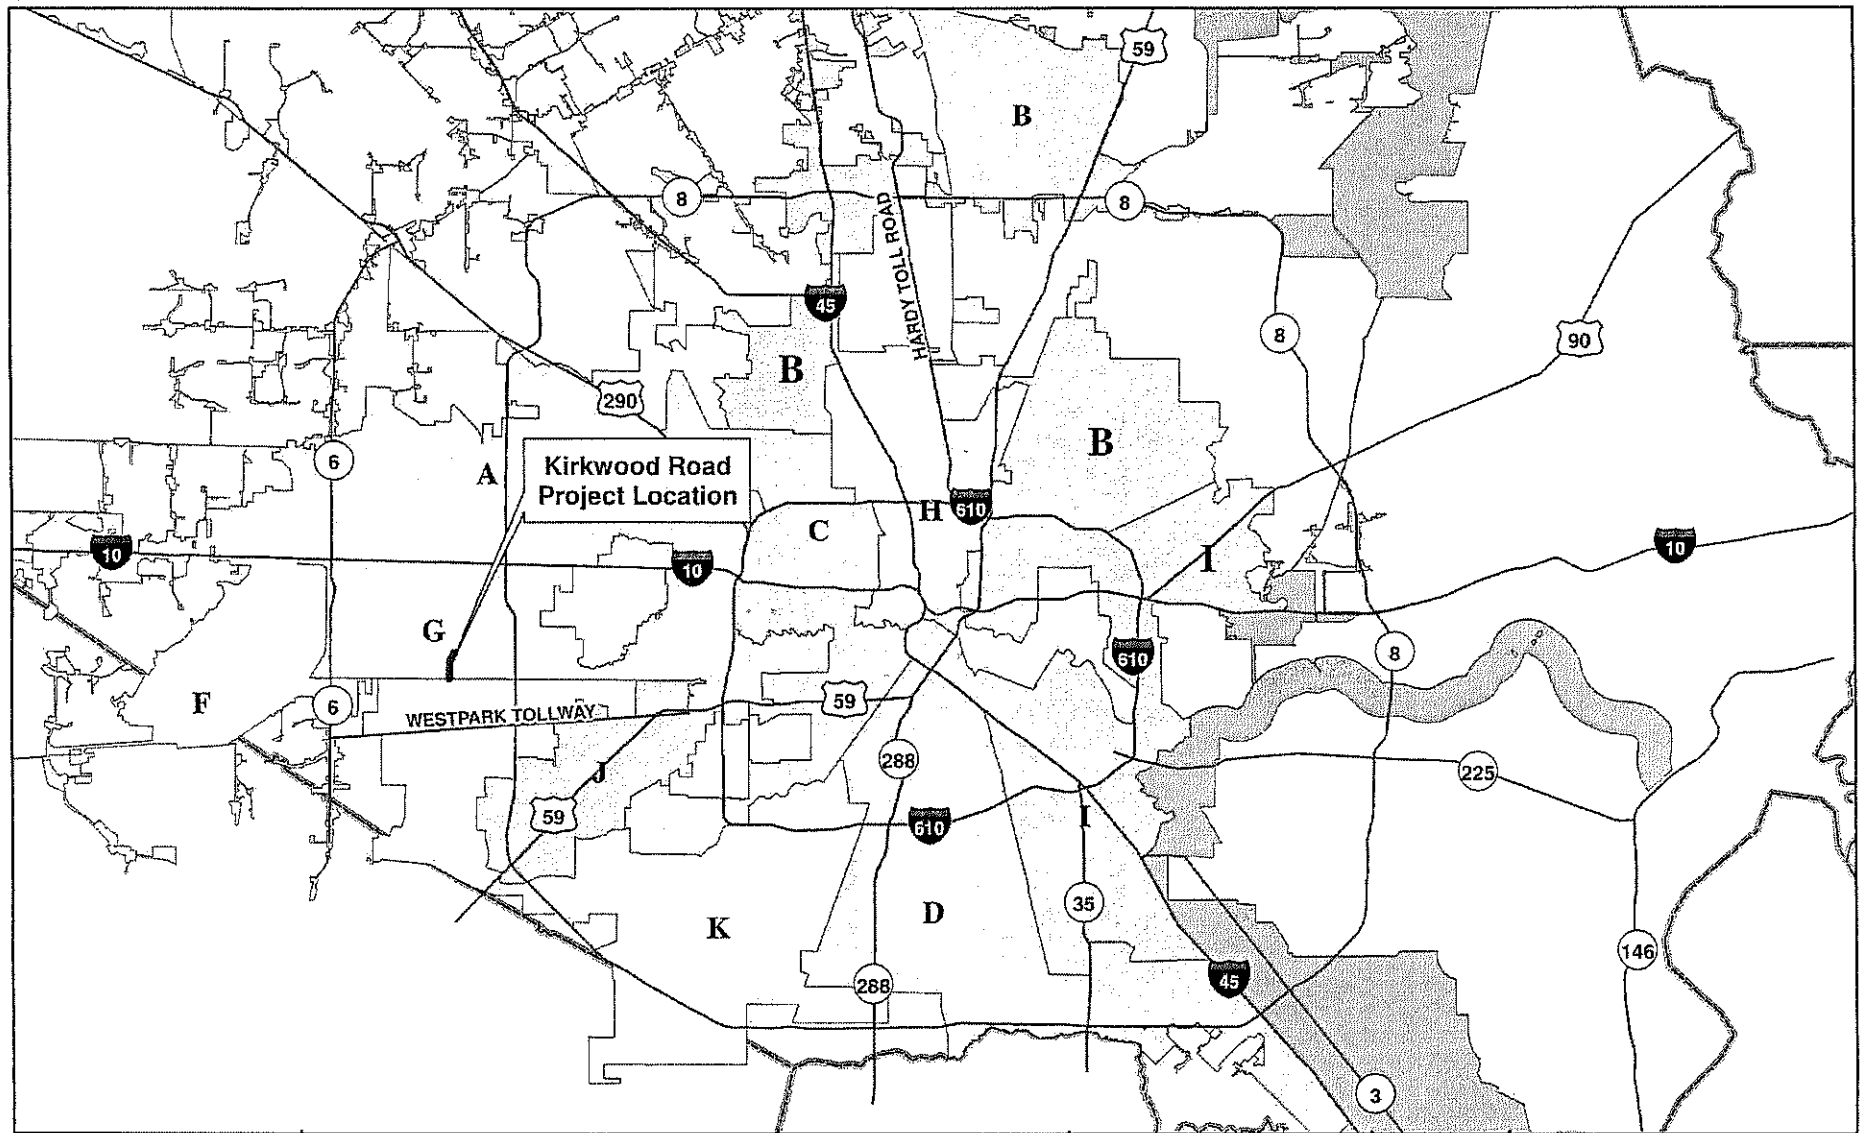 59
B
8
8
HARDY TOLL ROAD
45
8
90
B
290
B
6
A
Kirkwood Road
Project Location
H
610
C
10
10
10
I
G
610
8
F
6
59
WESTPARK TOLLWAY
288
J
225
59
610
I
35
D
K
146
288
45
3